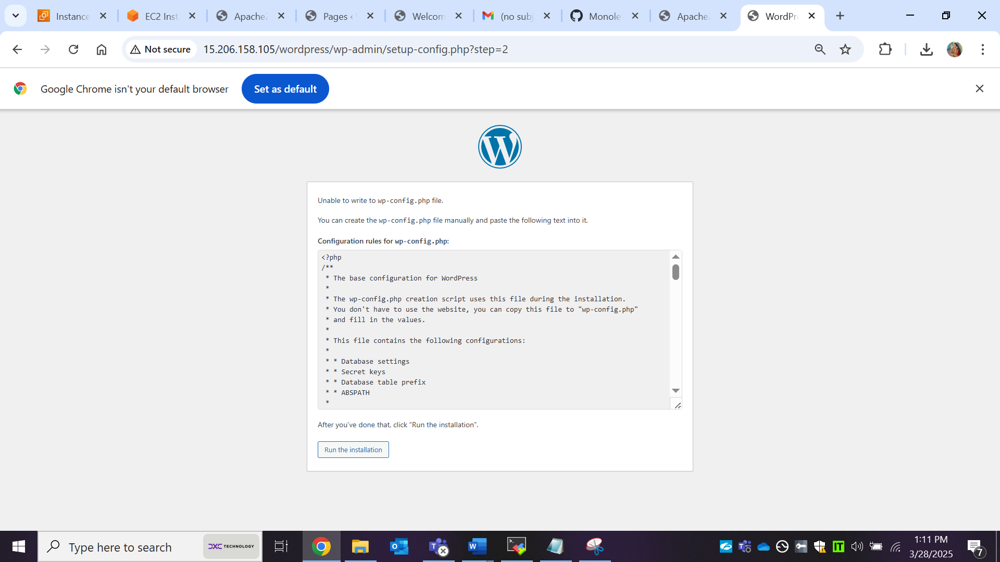 Instance
EC2 Inst
Apache2
Pages ‹
Welcom
(no subj
Monole
Apache2
WordPr
Not secure
15.206.158.105/wordpress/wp-admin/setup-config.php?step=2
Google Chrome isn't your default browser
Set as default
Unable to write to wp-config.php file.
You can create the wp-config.php file manually and paste the following text into it.
Configuration rules for wp-config.php:
<?php
/**
* The base configuration for WordPress
*
* The wp-config.php creation script uses this file during the installation.
* You don't have to use the website, you can copy this file to "wp-config.php"
* and fill in the values.
*
* This file contains the following configurations:
*
* * Database settings
* * Secret keys
* * Database table prefix
* * ABSPATH
*
After you've done that, click “Run the installation”.
Run the installation
Type here to search
DXC TECHNOLOGY
1:11 PM
3/28/2025
7